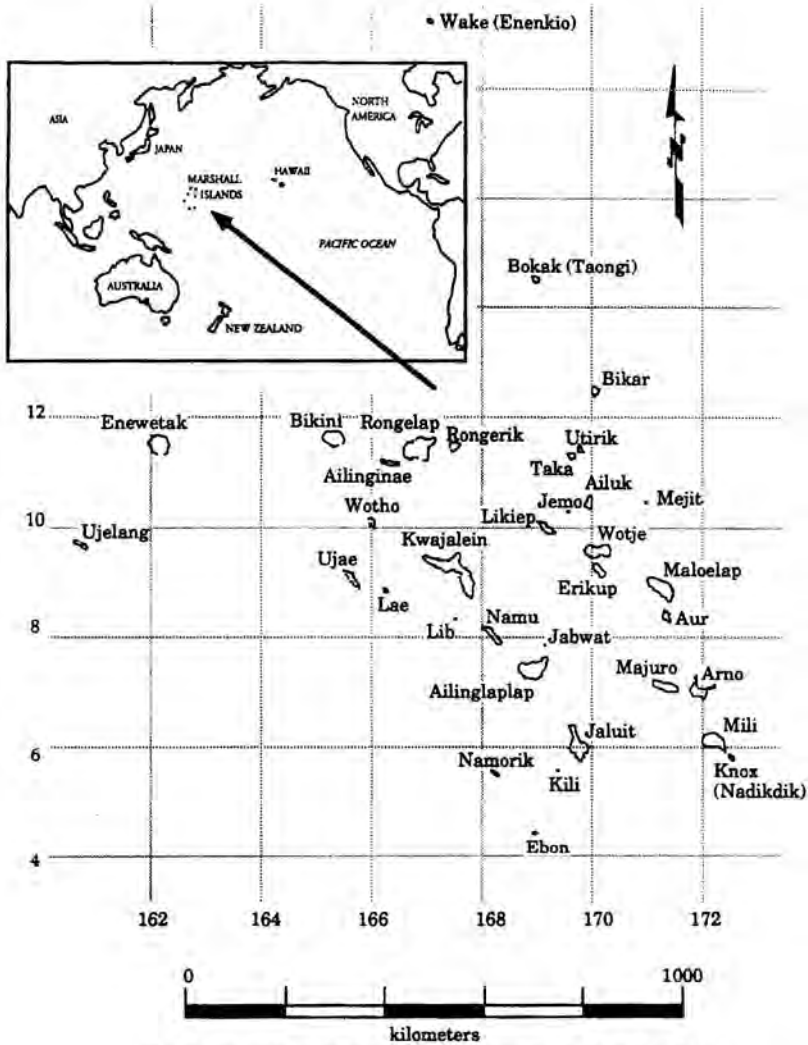 Wake (Enenkio)
ASIA
NORTH
AMERICA
JAPAN
MARSHALL
ISLANDS
HAWAII
PACIFIC OCEAN
AUSTRALIA
NEW ZEALAND
Bokak (Taongi)
Bikar
12
Enewetak
Bikini
Rongelap
Rongerik
Utirik
Ailinginae
Taka
Ailuk
Wotho
Jemo
Mejit
10
Ujelang
Likiep
Wotje
Ujae
Kwajalein
Erikup
Maloelap
Lae
Namu
Aur
8
Lib
Jabwat
Ailinglaplap
Majuro
Arno
6
Jaluit
Mili
Namorik
Kili
Knox
(Nadikdik)
4
Ebon
162 164 166 168 170 172
0 1000
kilometers